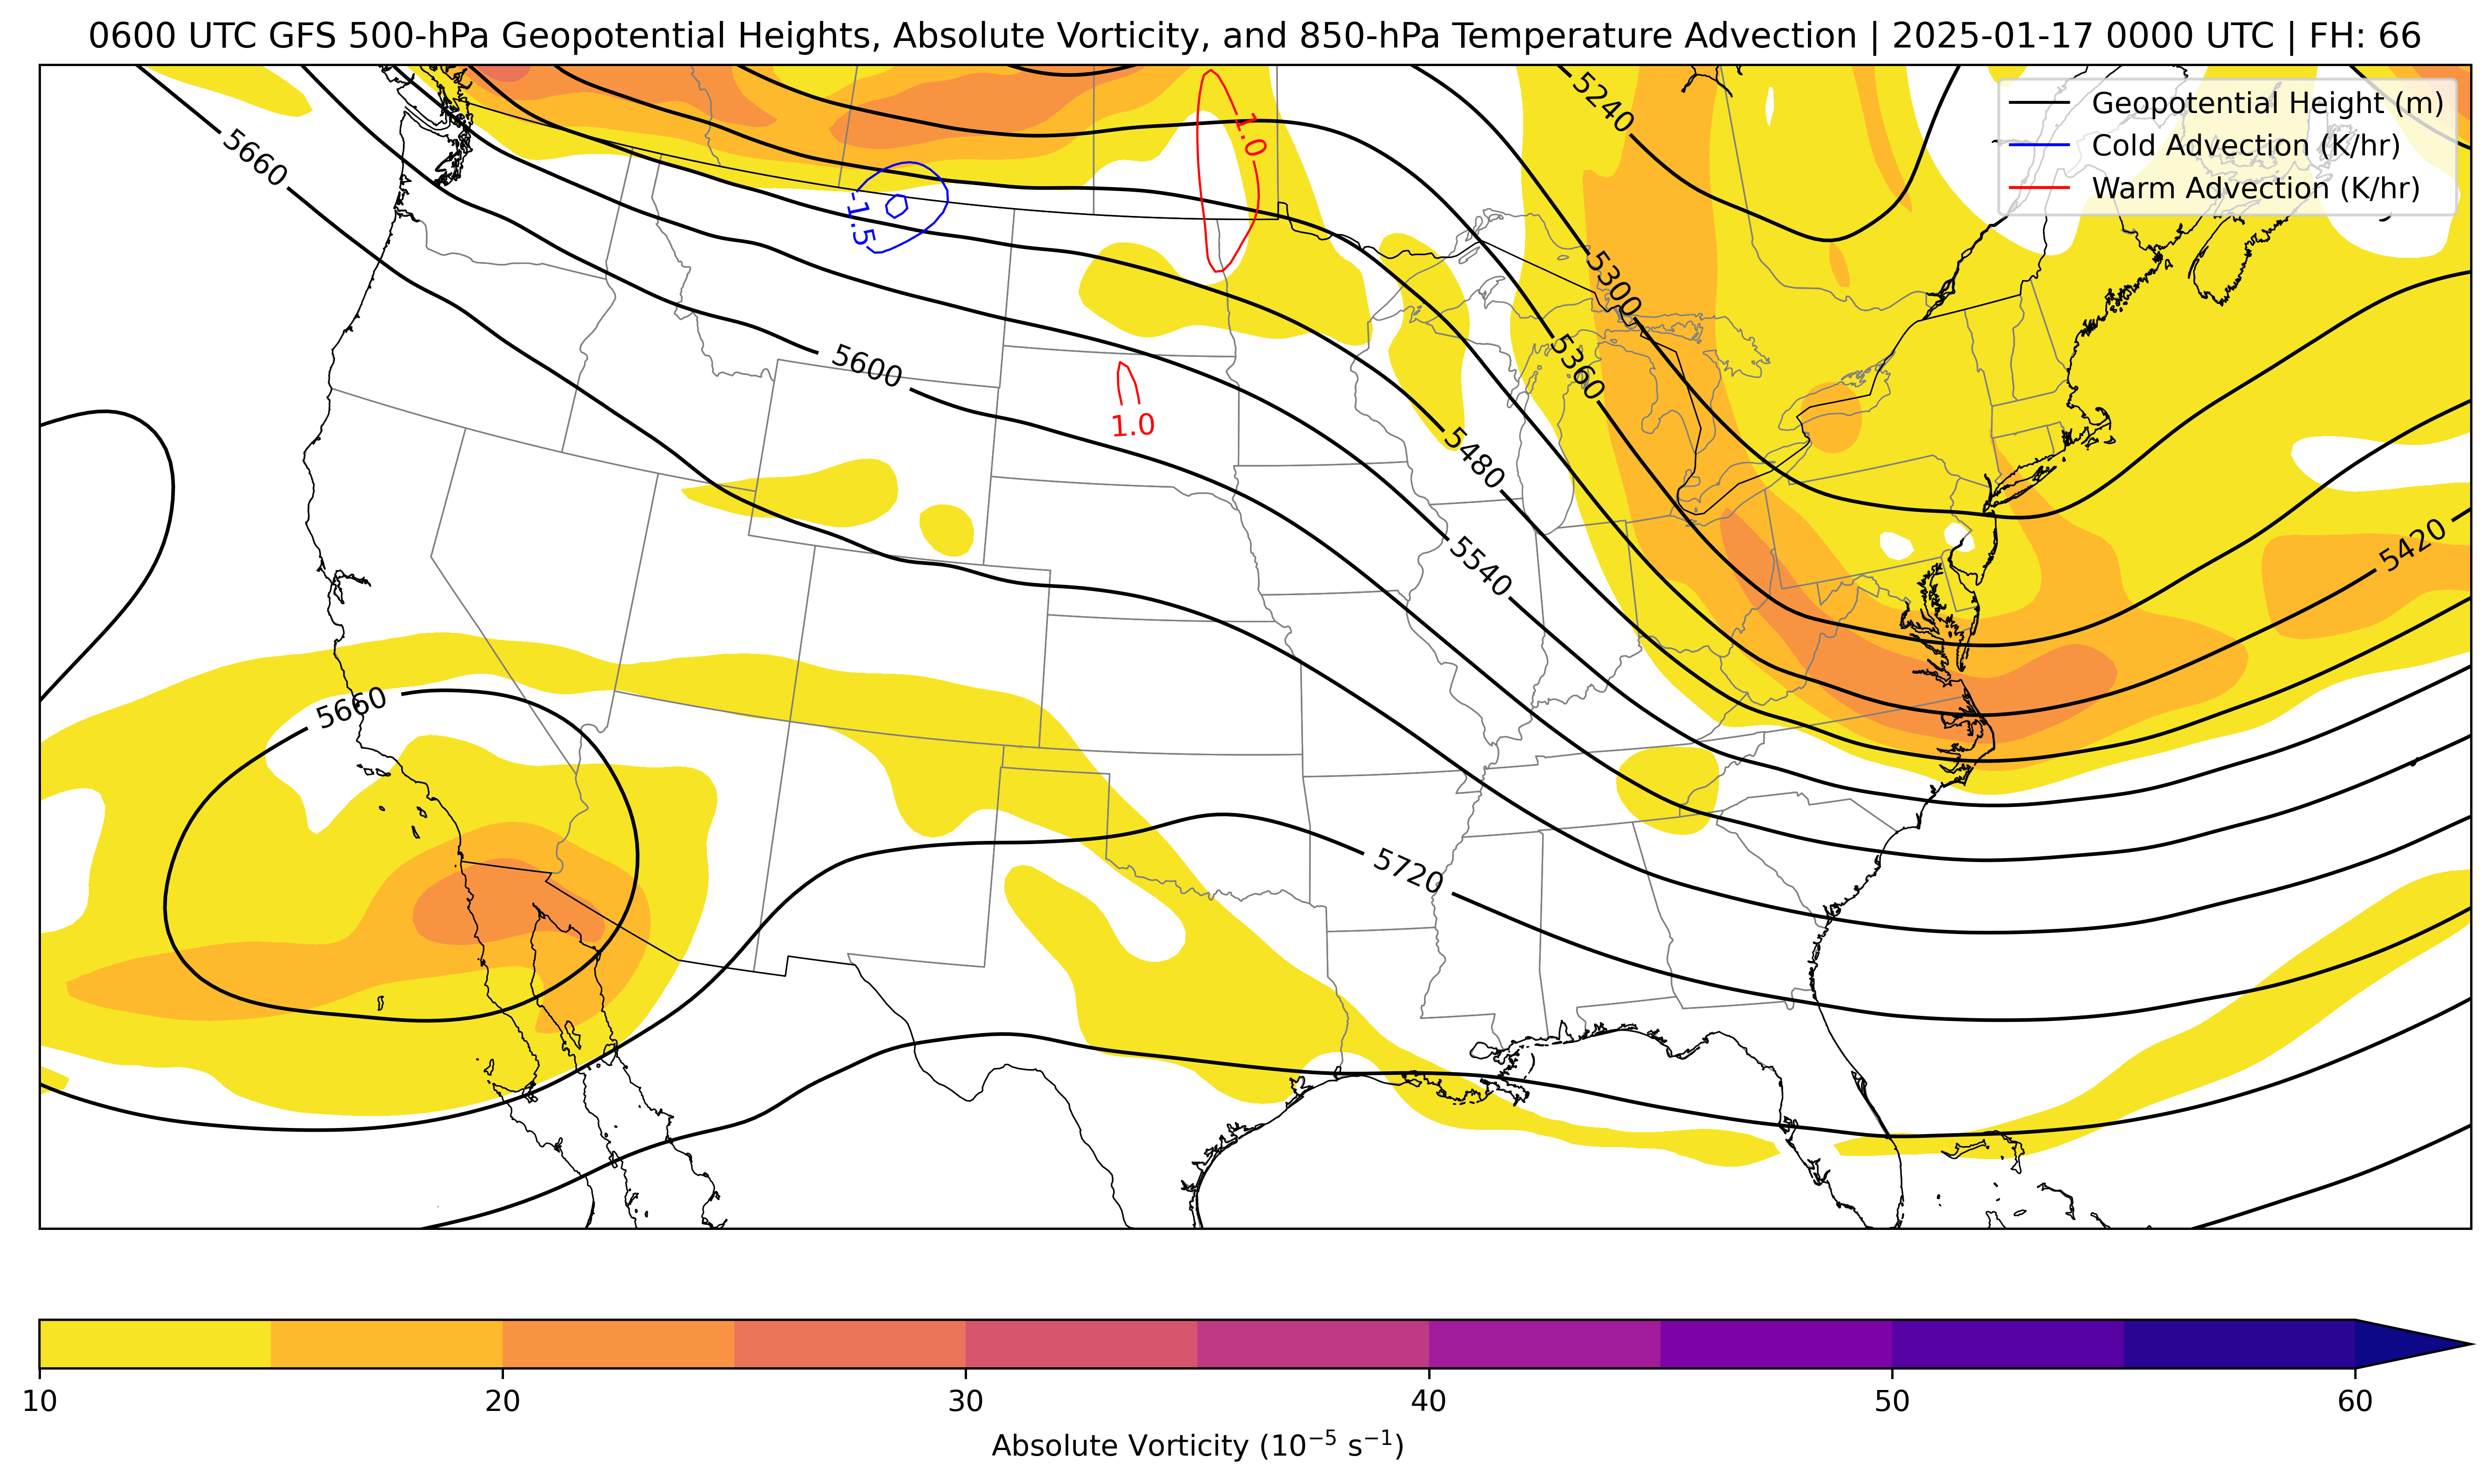 0600 UTC GFS 500-hPa Geopotential Heights, Absolute Vorticity, and 850-hPa Temperature Advection | 2025-01-17 0000 UTC | FH: 66
Geopotential Height (m)
Cold Advection (K/hr)
Warm Advection (K/hr)
5240
5660
1.0
-1.5
5300
5360
5600
1.0
5480
5540
5420
5660
5720
10 20 30 40 50 60
Absolute Vorticity (10⁻⁵ s⁻¹)